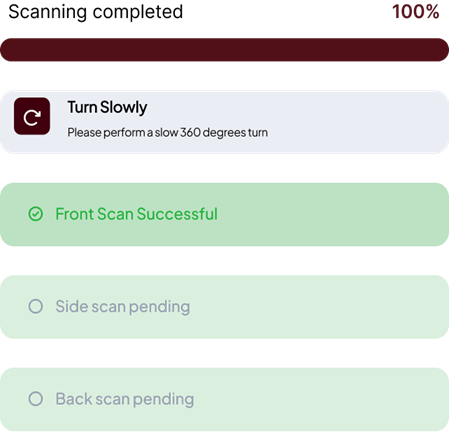 Scanning completed 100%
Turn Slowly
Please perform a slow 360 degrees turn
Front Scan Successful
Side scan pending
Back scan pending